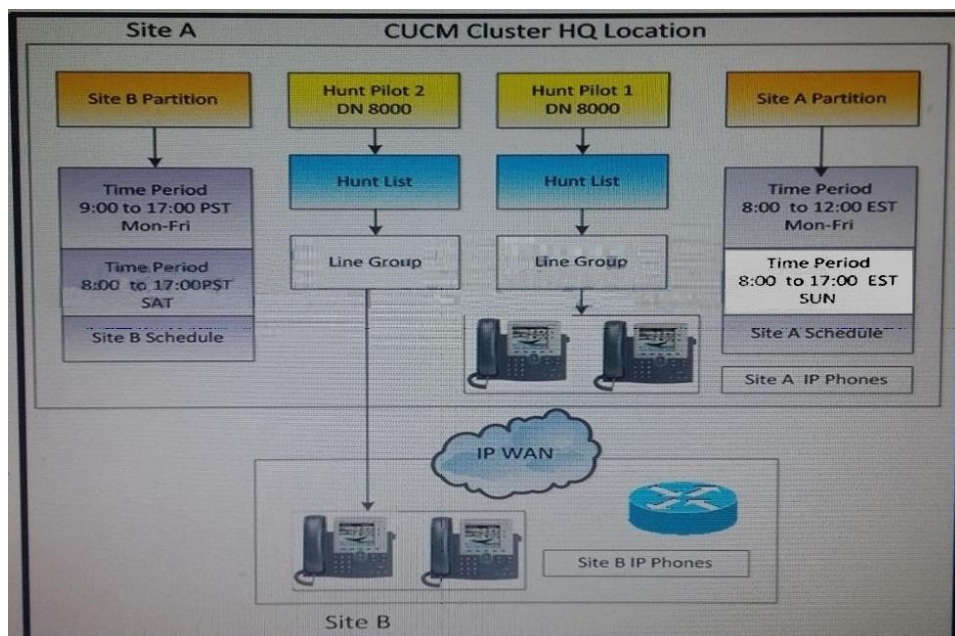 Site A
CUCM Cluster HQ Location
Site B Partition
Hunt Pilot 2
DN 8000
Hunt Pilot 1
DN 8000
Site A Partition
Time Period
9:00 to 17:00 PST
Mon-Fri
Hunt List
Hunt List
Time Period
8:00 to 12:00 EST
Mon-Fri
Time Period
8:00 to 17:00PST
SAT
Line Group
Line Group
Time Period
8:00 to 17:00 EST
SUN
Site B Schedule
Site A Schedule
Site A IP Phones
IP WAN
Site B IP Phones
Site B